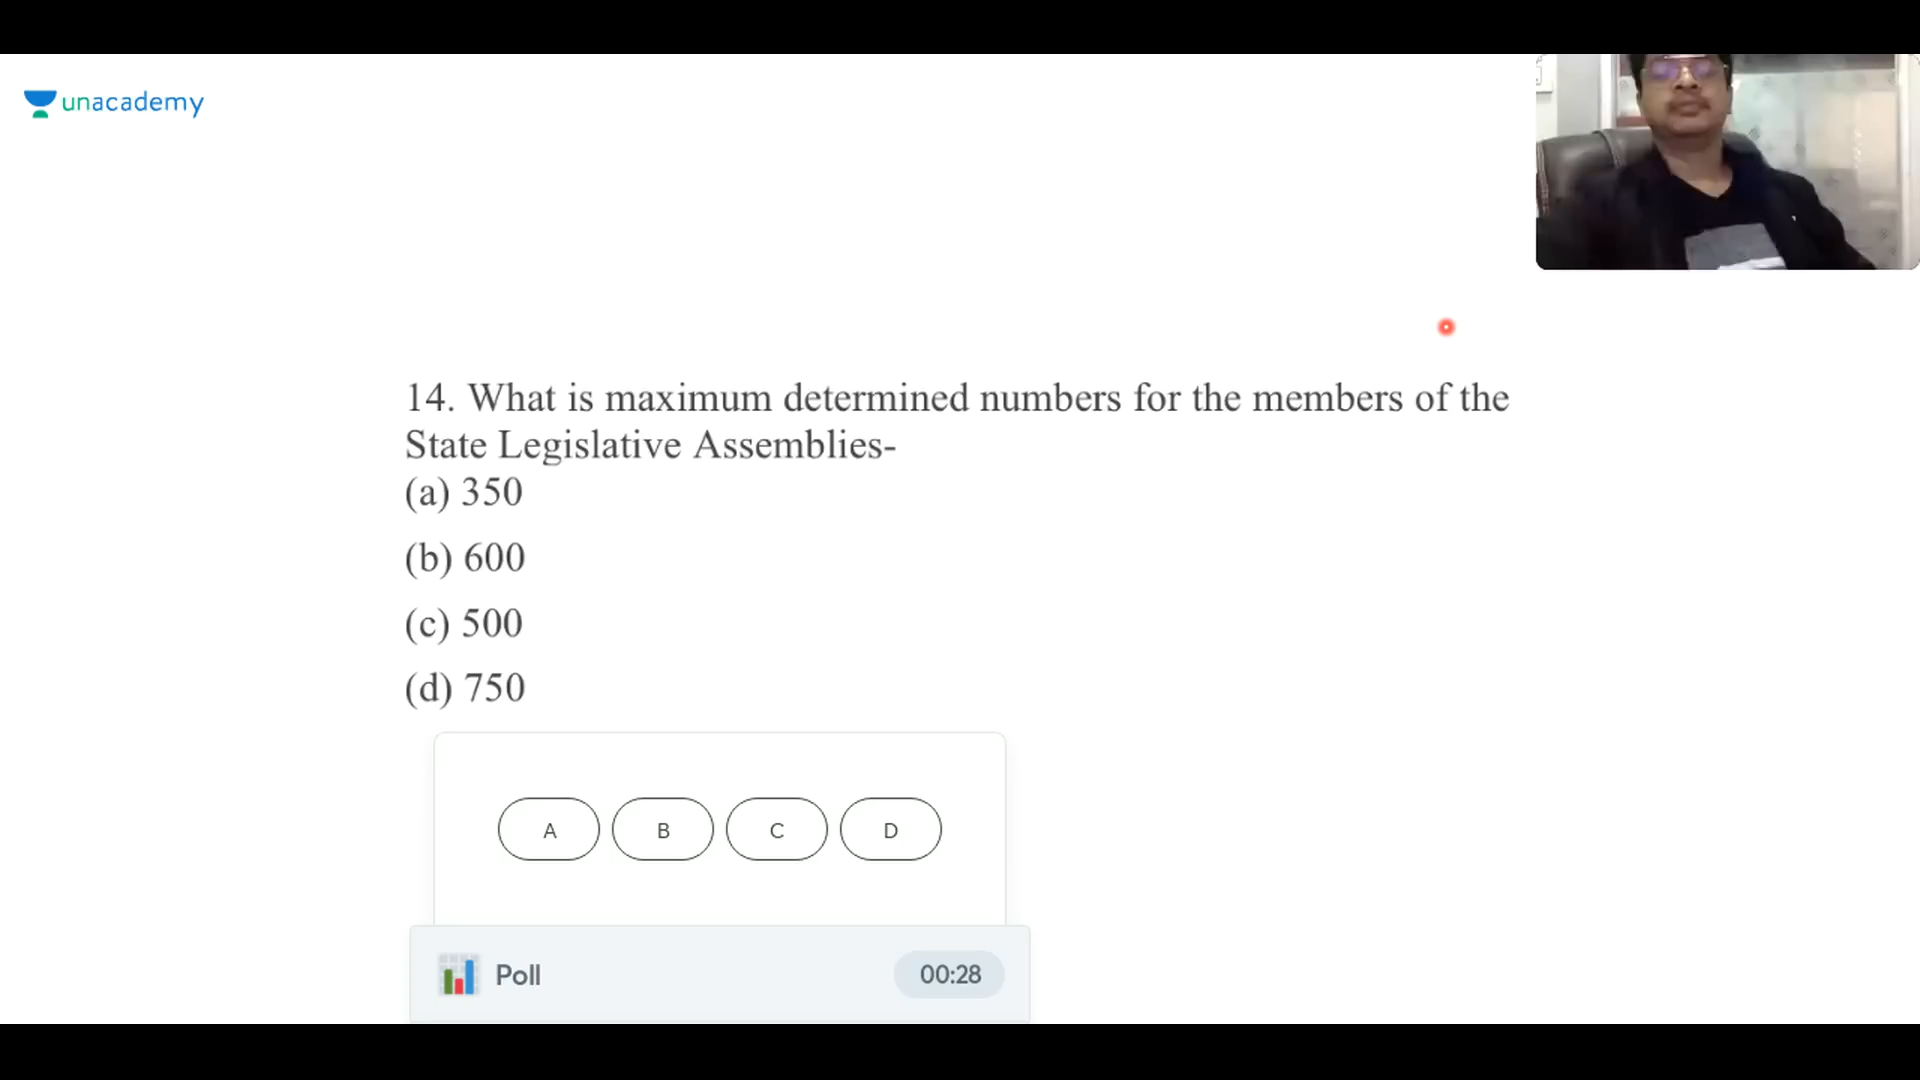 unacademy
14. What is maximum determined numbers for the members of the
State Legislative Assemblies-
(a) 350
(b) 600
(c) 500
(d) 750
A B C D
Poll 00:28